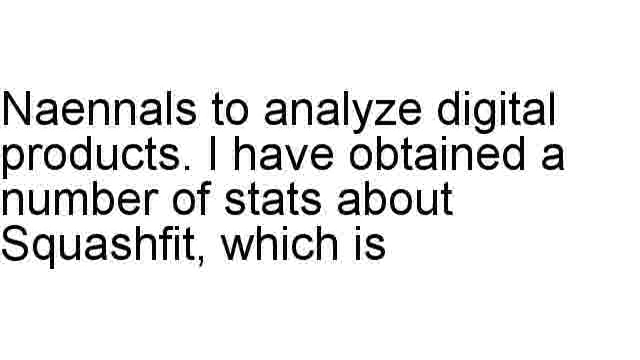 Naennals to analyze digital
products. I have obtained a
number of stats about
Squashfit, which is